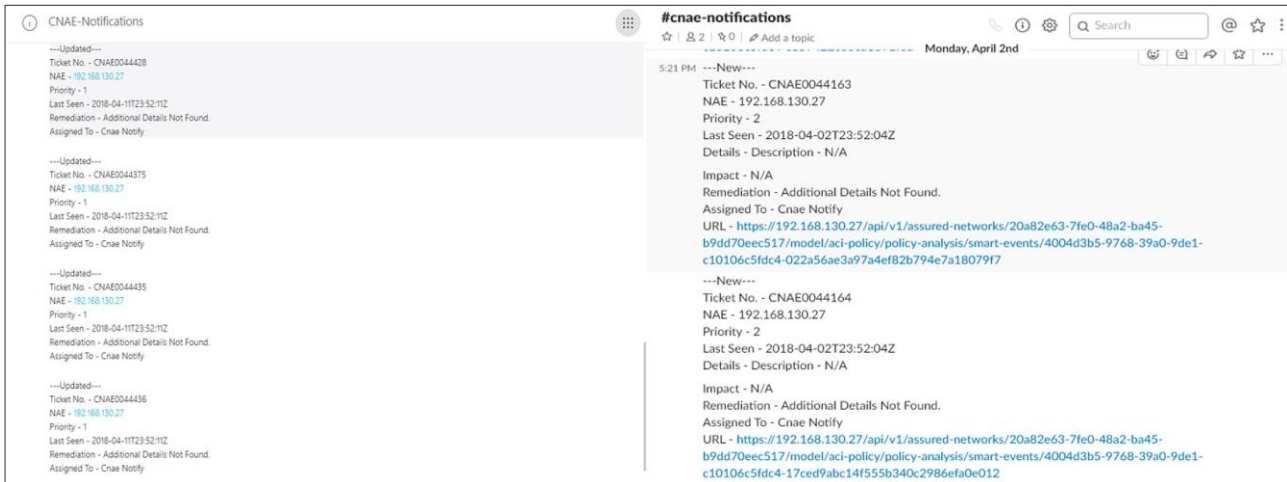 CNAE-Notifications
---Updated---
Ticket No. - CNAE0044428
NAE - 192.168.130.27
Priority - 1
Last Seen - 2018-04-11T23:52:11Z
Remediation - Additional Details Not Found.
Assigned To - Cnae Notify
---Updated---
Ticket No. - CNAE0044375
NAE - 192.168.130.27
Priority - 1
Last Seen - 2018-04-11T23:52:11Z
Remediation - Additional Details Not Found.
Assigned To - Cnae Notify
---Updated---
Ticket No. - CNAE0044435
NAE - 192.168.130.27
Priority - 1
Last Seen - 2018-04-11T23:52:11Z
Remediation - Additional Details Not Found.
Assigned To - Cnae Notify
---Updated---
Ticket No. - CNAE0044436
NAE - 192.168.130.27
Priority - 1
Last Seen - 2018-04-11T23:52:11Z
Remediation - Additional Details Not Found.
Assigned To - Cnae Notify
#cnae-notifications
2 | 0 | Add a topic
Search
Monday, April 2nd
5:21 PM ---New---
Ticket No. - CNAE0044163
NAE - 192.168.130.27
Priority - 2
Last Seen - 2018-04-02T23:52:04Z
Details - Description - N/A
Impact - N/A
Remediation - Additional Details Not Found.
Assigned To - Cnae Notify
URL - https://192.168.130.27/api/v1/assured-networks/20a82e63-7fe0-48a2-ba45-
b9dd70eec517/model/aci-policy/policy-analysis/smart-events/4004d3b5-9768-39a0-9de1-
c10106c5fdc4-022a56ae3a97a4ef82b794e7a18079f7
---New---
Ticket No. - CNAE0044164
NAE - 192.168.130.27
Priority - 2
Last Seen - 2018-04-02T23:52:04Z
Details - Description - N/A
Impact - N/A
Remediation - Additional Details Not Found.
Assigned To - Cnae Notify
URL - https://192.168.130.27/api/v1/assured-networks/20a82e63-7fe0-48a2-ba45-
b9dd70eec517/model/aci-policy/policy-analysis/smart-events/4004d3b5-9768-39a0-9de1-
c10106c5fdc4-17ced9abc14f555b340c2986efa0e012